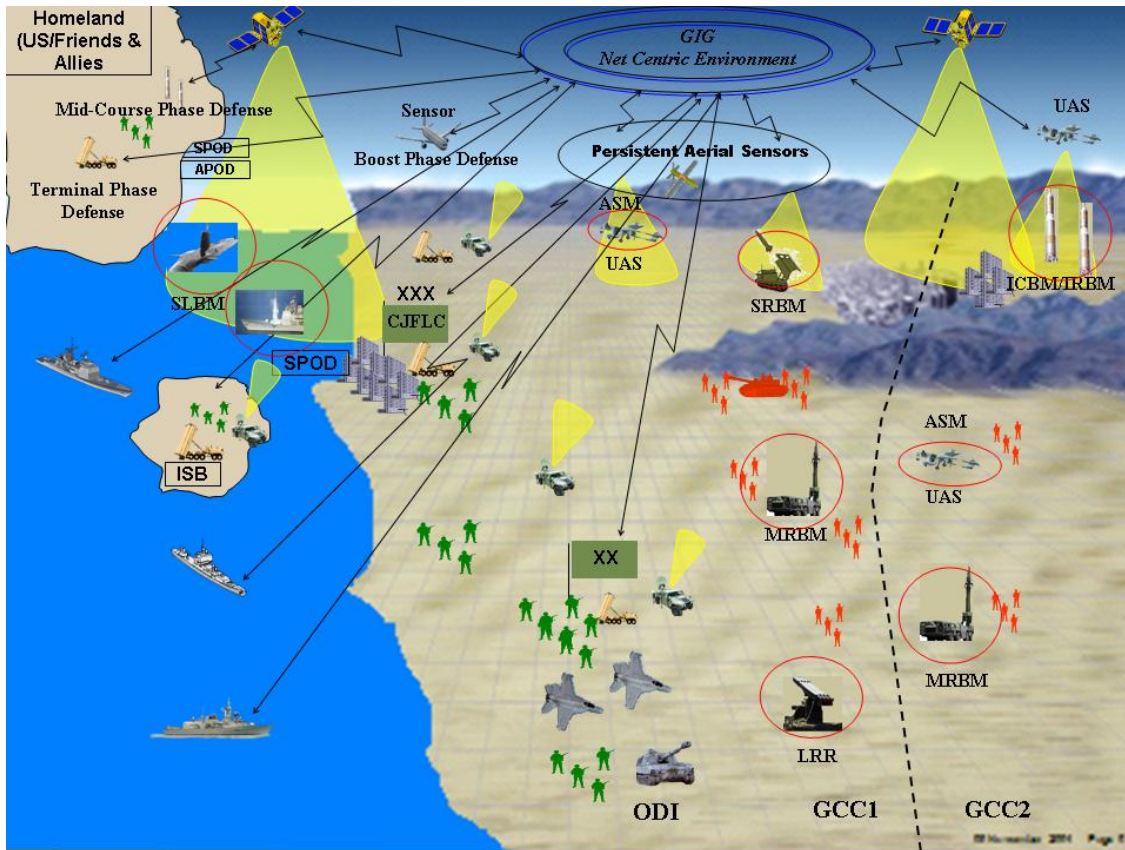 Homeland
(US/Friends &
Allies
GIG
Net Centric Environment
Mid-Course Phase Defense
Sensor
UAS
SPOD
Boost Phase Defense
Persistent Aerial Sensors
APOD
Terminal Phase
Defense
ASM
UAS
SLBM
XXX
SRBM
ICBM/IRBM
CJFLC
SPOD
ASM
ISB
UAS
MRBM
XX
MRBM
LRR
ODI
GCC1
GCC2